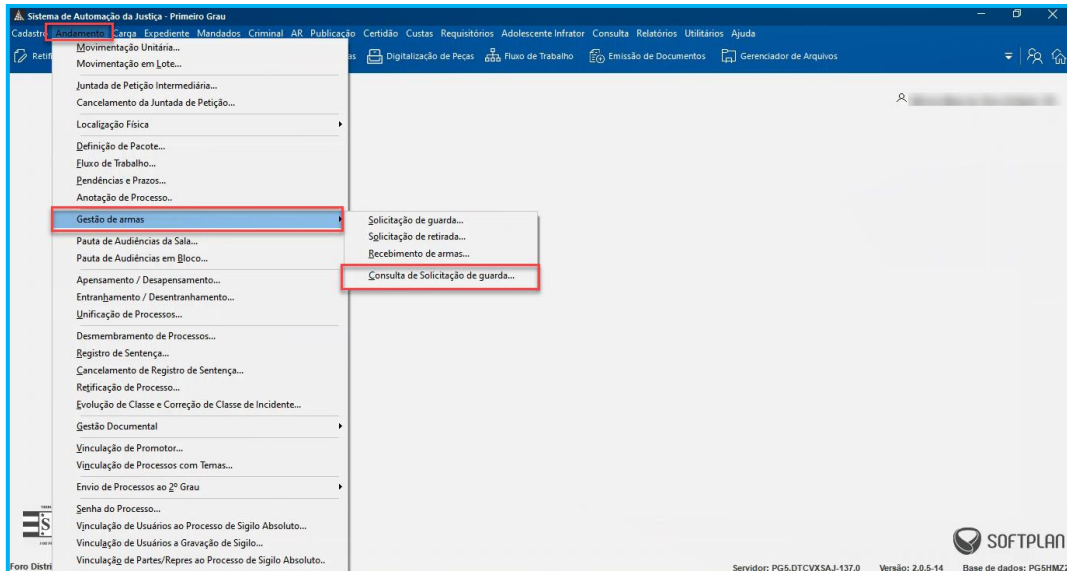 Sistema de Automação da Justiça - Primeiro Grau
Cadastro Andamento Carga Expediente Mandados Criminal AR Publicação Certidão Custas Requisitórios Adolescente Infrator Consulta Relatórios Utilitários Ajuda
Digitalização de Peças Fluxo de Trabalho Emissão de Documentos Gerenciador de Arquivos
Movimentação Unitária...
Movimentação em Lote...
Juntada de Petição Intermediária...
Cancelamento da Juntada de Petição...
Localização Física
Definição de Pacote...
Fluxo de Trabalho...
Pendências e Prazos...
Anotação de Processo..
Gestão de armas
Solicitação de guarda...
Solicitação de retirada...
Recebimento de armas...
Consulta de Solicitação de guarda...
Pauta de Audiências da Sala...
Pauta de Audiências em Bloco...
Apensamento / Desapensamento...
Entranhamento / Desentranhamento...
Unificação de Processos...
Desmembramento de Processos...
Registro de Sentença...
Cancelamento de Registro de Sentença...
Retificação de Processo...
Evolução de Classe e Correção de Classe de Incidente...
Gestão Documental
Vinculação de Promotor...
Vinculação de Processos com Temas...
Envio de Processos ao 2º Grau
Senha do Processo...
Vinculação de Usuários ao Processo de Sigilo Absoluto...
Vinculação de Usuários a Gravação de Sigilo...
Vinculação de Partes/Repres ao Processo de Sigilo Absoluto..
SOFTPLAN
Foro Distri
Servidor: PG5.DTCVXSAJ-137.0 Versão: 2.0.5-14 Base de dados: PG5HMZ2